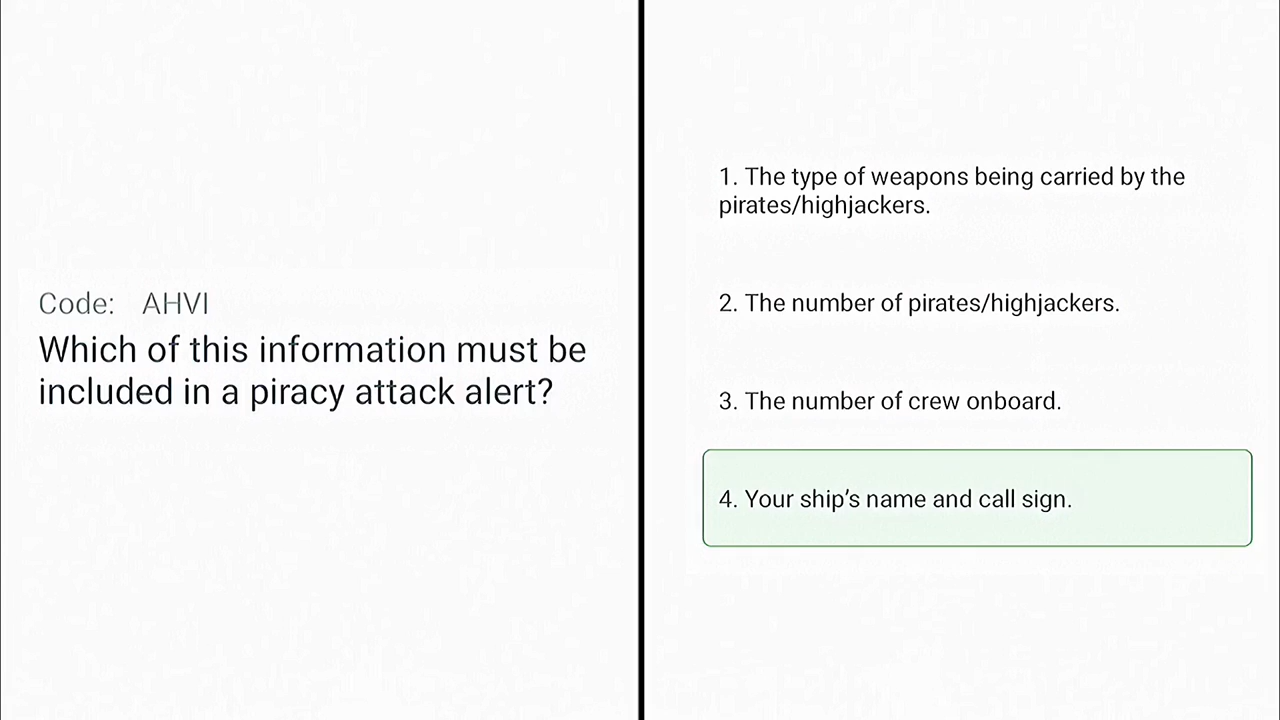 Code: AHVI
Which of this information must be
included in a piracy attack alert?
1. The type of weapons being carried by the
pirates/highjackers.
2. The number of pirates/highjackers.
3. The number of crew onboard.
4. Your ship's name and call sign.